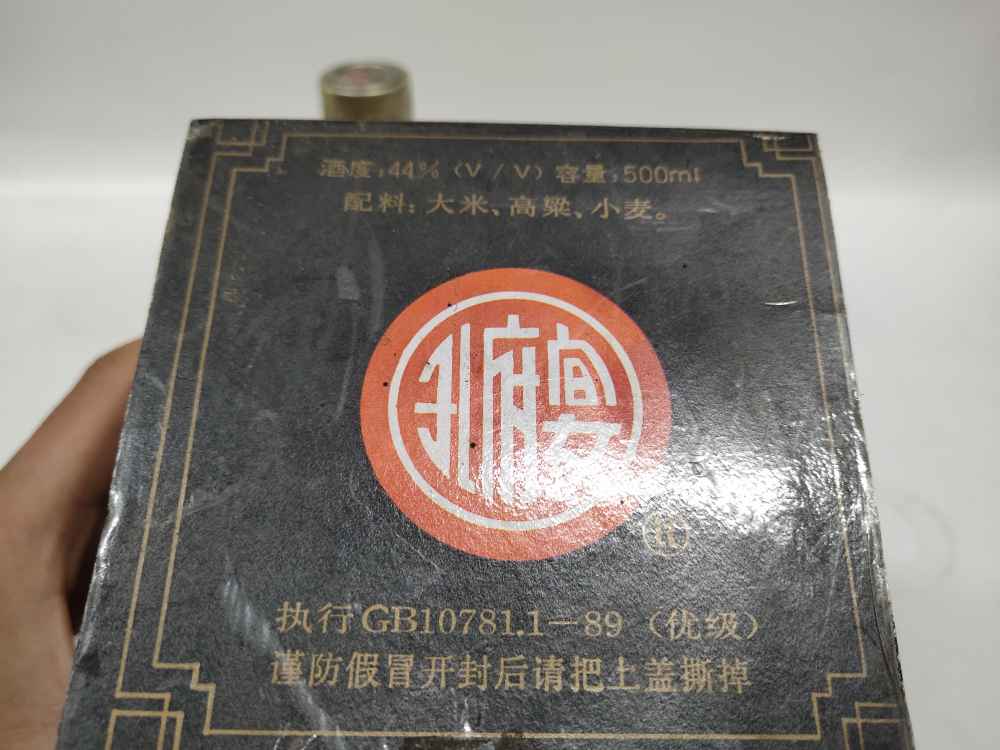 酒度:44%（V/V）容量:500ml
配料:大米、高粱、小麦。
孔府宴
执行GB10781.1—89（优级）
谨防假冒开封后请把上盖撕掉